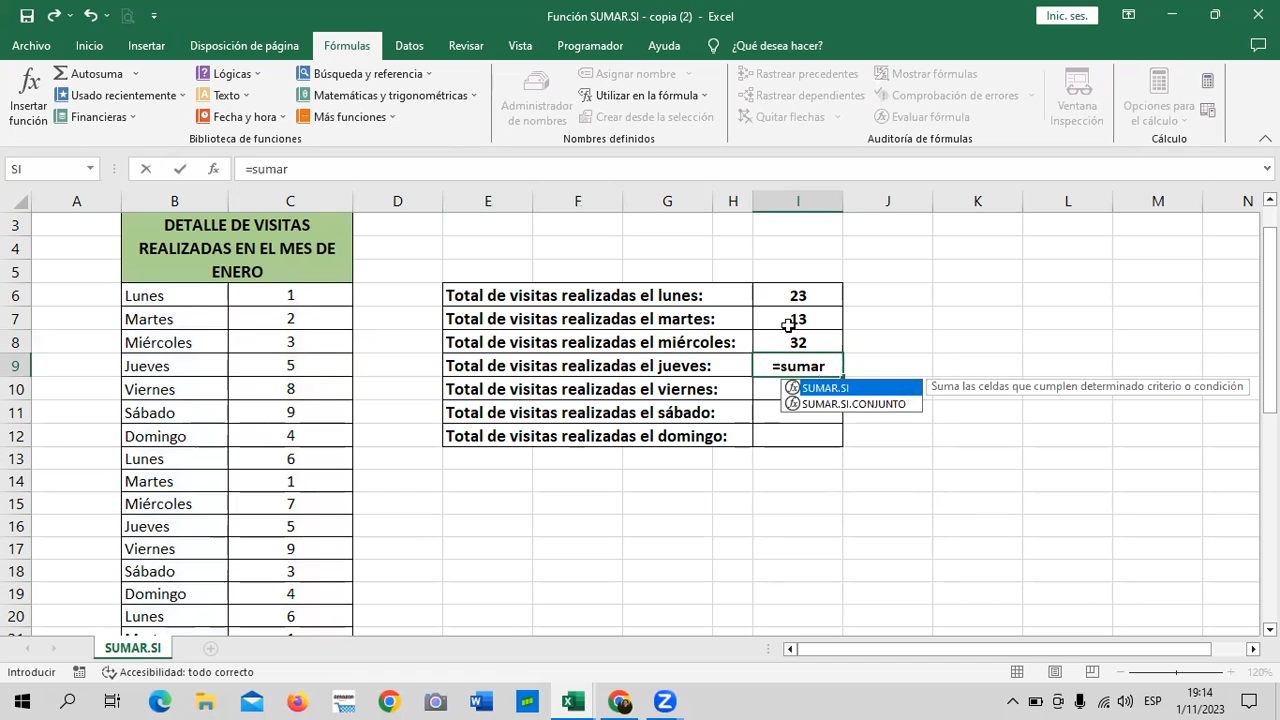 Función SUMAR.SI - copia (2) - Excel
Inic. ses.
Archivo Inicio Insertar Disposición de página Fórmulas Datos Revisar Vista Programador Ayuda ¿Qué desea hacer?
Insertar función
Autosuma
Usado recientemente
Financieras
Lógicas
Texto
Fecha y hora
Búsqueda y referencia
Matemáticas y trigonométricas
Más funciones
Biblioteca de funciones
Administrador de nombres
Asignar nombre
Utilizar en la fórmula
Crear desde la selección
Nombres definidos
Rastrear precedentes
Rastrear dependientes
Quitar flechas
Mostrar fórmulas
Comprobación de errores
Evaluar fórmula
Auditoría de fórmulas
Ventana Inspección
Opciones para el cálculo
Cálculo
SI
fx
=sumar
A B C D E F G H I J K L M N
3 DETALLE DE VISITAS
4 REALIZADAS EN EL MES DE
5 ENERO
6 Lunes 1 Total de visitas realizadas el lunes: 23
7 Martes 2 Total de visitas realizadas el martes: 13
8 Miércoles 3 Total de visitas realizadas el miércoles: 32
9 Jueves 5 Total de visitas realizadas el jueves: =sumar
10 Viernes 8 Total de visitas realizadas el viernes:
SUMAR.SI Suma las celdas que cumplen determinado criterio o condición
SUMAR.SI.CONJUNTO
11 Sábado 9 Total de visitas realizadas el sábado:
12 Domingo 4 Total de visitas realizadas el domingo:
13 Lunes 6
14 Martes 1
15 Miércoles 7
16 Jueves 5
17 Viernes 9
18 Sábado 3
19 Domingo 4
20 Lunes 6
SUMAR.SI
Introducir Accesibilidad: todo correcto 120%
ESP 19:14
1/11/2023